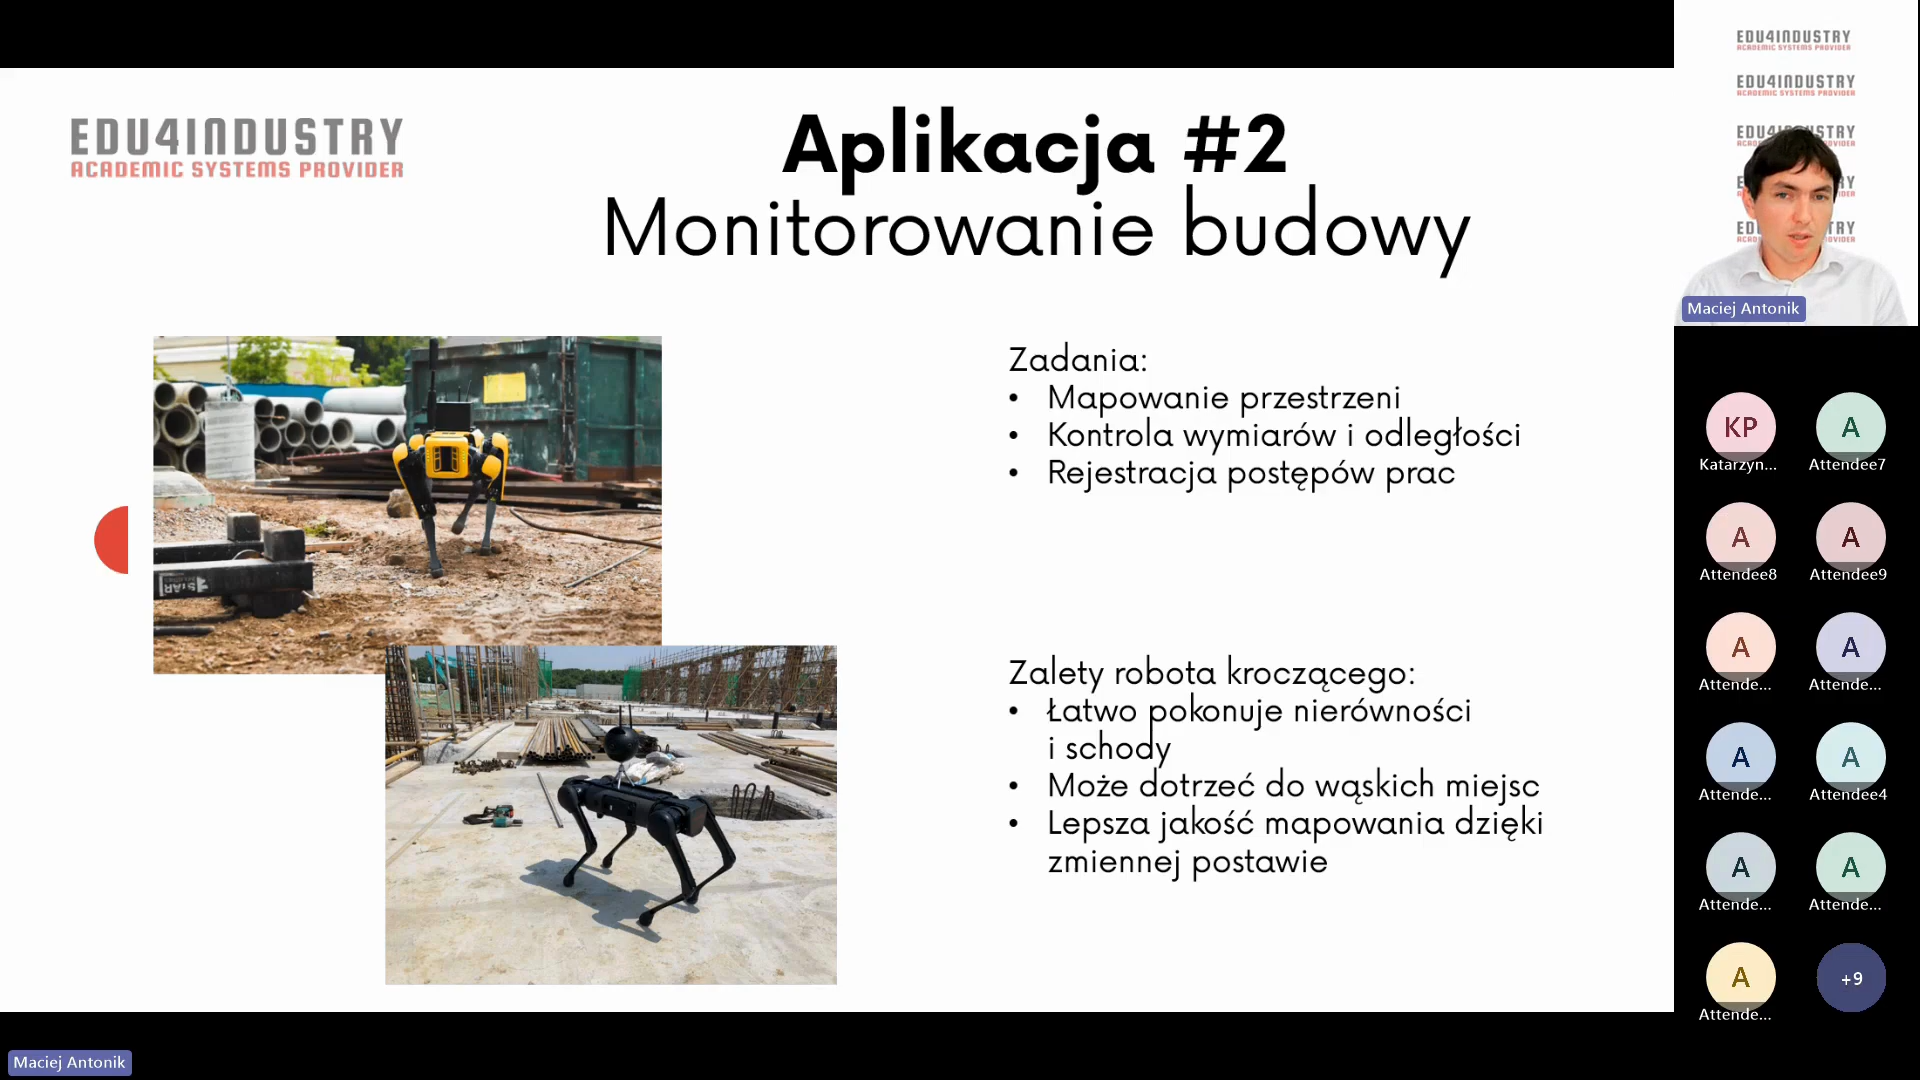 EDU4INDUSTRY
ACADEMIC SYSTEMS PROVIDER
Aplikacja #2
Monitorowanie budowy
Zadania:
• Mapowanie przestrzeni
• Kontrola wymiarów i odległości
• Rejestracja postępów prac
Zalety robota kroczącego:
• Łatwo pokonuje nierówności
i schody
• Może dotrzeć do wąskich miejsc
• Lepsza jakość mapowania dzięki
zmiennej postawie
Maciej Antonik
EDU4INDUSTRY
ACADEMIC SYSTEMS PROVIDER
EDU4INDUSTRY
ACADEMIC SYSTEMS PROVIDER
Maciej Antonik
KP
Katarzyn...
A
Attendee7
A
Attendee8
A
Attendee9
A
Attende...
A
Attende...
A
Attende...
A
Attendee4
A
Attende...
A
Attende...
A
Attende...
+9